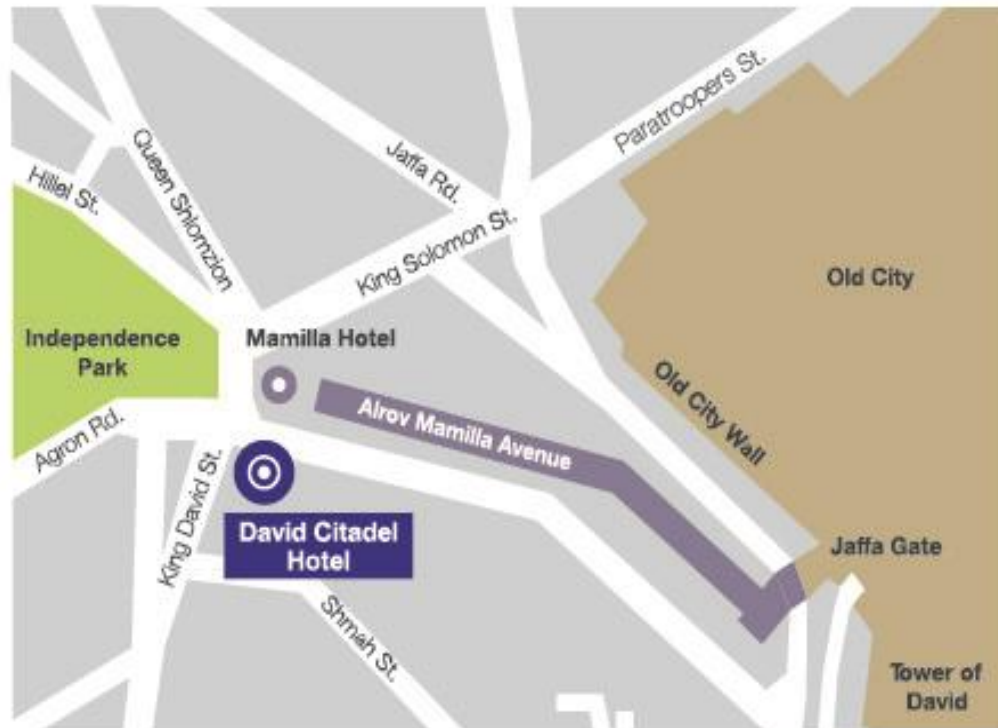 Paratroopers St.
Queen Shlomzion
Jaffa Rd.
Hillel St.
King Solomon St.
Old City
Independence
Park
Mamilla Hotel
Alrov Mamilla Avenue
Old City Wall
Agron Rd.
King David St.
David Citadel
Hotel
Jaffa Gate
Shmah St.
Tower of
David